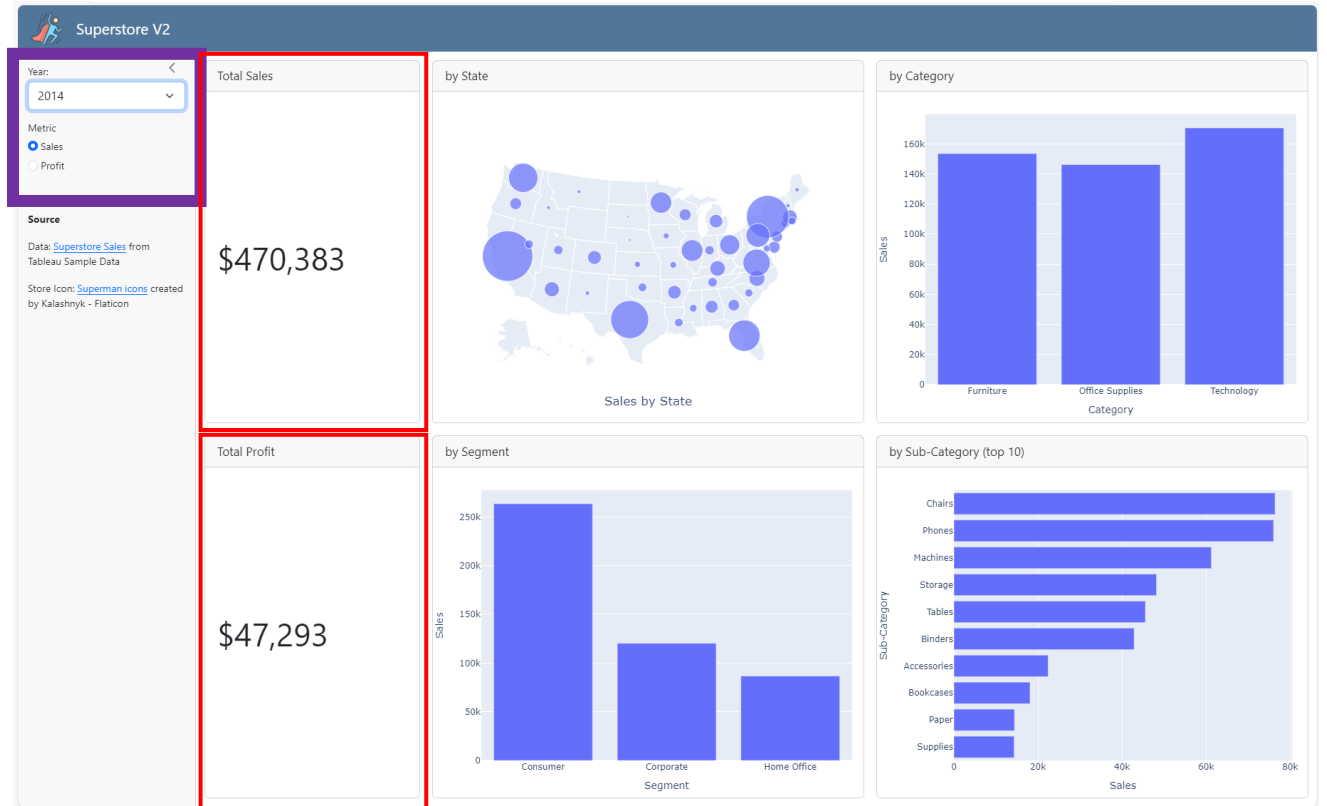 Superstore V2
Year:
2014
Metric
Sales
Profit
Source
Data: Superstore Sales from
Tableau Sample Data
Store Icon: Superman icons created
by Kalashnyk - Flaticon
Total Sales
$470,383
Total Profit
$47,293
by State
Sales by State
by Category
160k
140k
120k
100k
80k
60k
40k
20k
0
Sales
Furniture
Office Supplies
Technology
Category
by Segment
250k
200k
150k
100k
50k
0
Sales
Consumer
Corporate
Home Office
Segment
by Sub-Category (top 10)
Sub-Category
Chairs
Phones
Machines
Storage
Tables
Binders
Accessories
Bookcases
Paper
Supplies
0
20k
40k
60k
80k
Sales